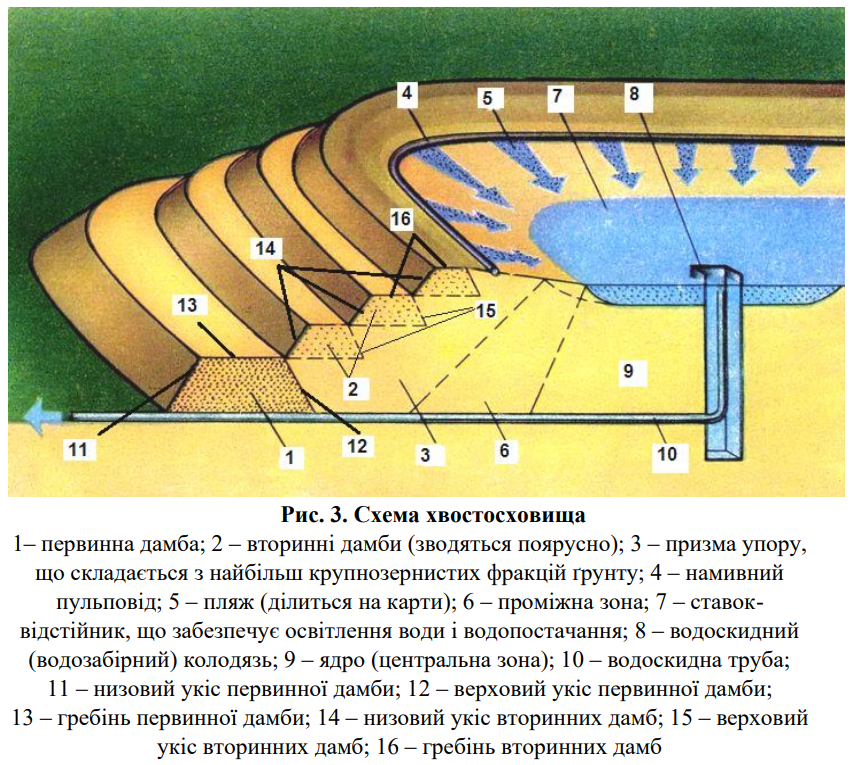 4
5
7
8
16
14
13
15
2
9
11
1
12
3
6
10
Рис. 3. Схема хвостосховища
1– первинна дамба; 2 – вторинні дамби (зводяться поярусно); 3 – призма упору,
що складається з найбільш крупнозернистих фракцій ґрунту; 4 – намивний
пульповід; 5 – пляж (ділиться на карти); 6 – проміжна зона; 7 – ставок-
відстійник, що забезпечує освітлення води і водопостачання; 8 – водоскидний
(водозабірний) колодязь; 9 – ядро (центральна зона); 10 – водоскидна труба;
11 – низовий укіс первинної дамби; 12 – верховий укіс первинної дамби;
13 – гребінь первинної дамби; 14 – низовий укіс вторинних дамб; 15 – верховий
укіс вторинних дамб; 16 – гребінь вторинних дамб